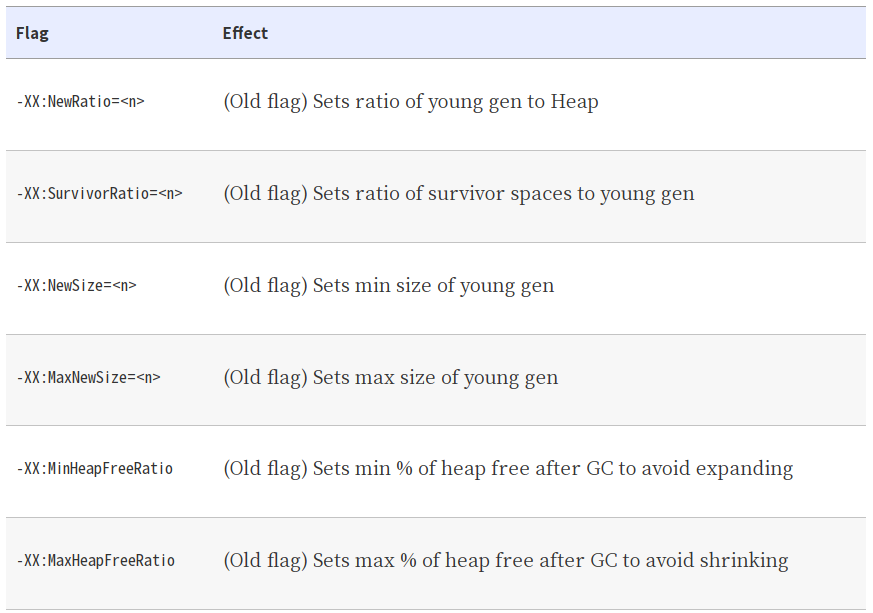 Flag Effect
-XX:NewRatio=<n> (Old flag) Sets ratio of young gen to Heap
-XX:SurvivorRatio=<n> (Old flag) Sets ratio of survivor spaces to young gen
-XX:NewSize=<n> (Old flag) Sets min size of young gen
-XX:MaxNewSize=<n> (Old flag) Sets max size of young gen
-XX:MinHeapFreeRatio (Old flag) Sets min % of heap free after GC to avoid expanding
-XX:MaxHeapFreeRatio (Old flag) Sets max % of heap free after GC to avoid shrinking